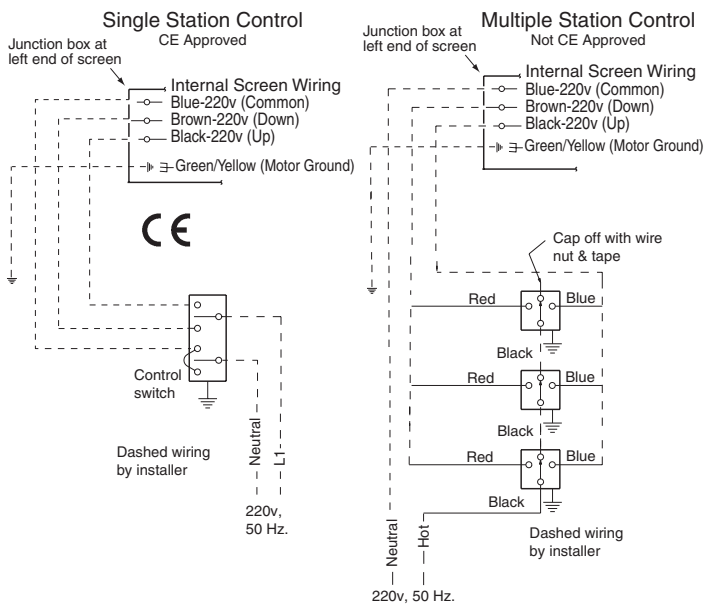 Single Station Control
CE Approved
Junction box at
left end of screen
Internal Screen Wiring
Blue-220v (Common)
Brown-220v (Down)
Black-220v (Up)
Green/Yellow (Motor Ground)
CE
Control
switch
Neutral
L1
Dashed wiring
by installer
220v,
50 Hz.
Multiple Station Control
Not CE Approved
Junction box at
left end of screen
Internal Screen Wiring
Blue-220v (Common)
Brown-220v (Down)
Black-220v (Up)
Green/Yellow (Motor Ground)
Cap off with wire
nut & tape
Red
Blue
Black
Red
Blue
Black
Red
Blue
Black
Neutral
Hot
Dashed wiring
by installer
220v, 50 Hz.